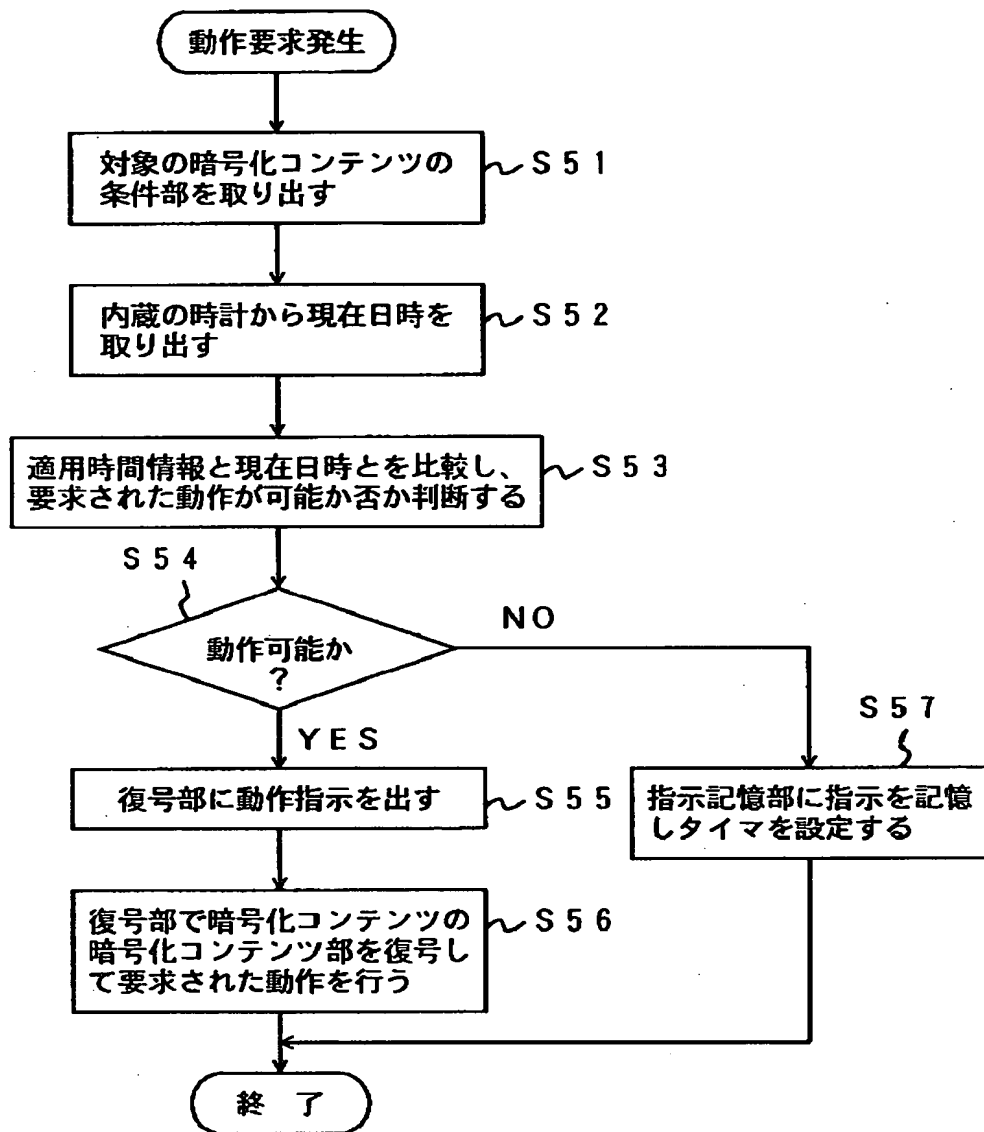 動作要求発生
対象の暗号化コンテンツの
条件部を取り出す
S51
内蔵の時計から現在日時を
取り出す
S52
適用時間情報と現在日時とを比較し、
要求された動作が可能か否か判断する
S53
S54
動作可能か
?
NO
YES
S57
復号部に動作指示を出す
S55
指示記憶部に指示を記憶
しタイマを設定する
復号部で暗号化コンテンツの
暗号化コンテンツ部を復号し
て要求された動作を行う
S56
終了